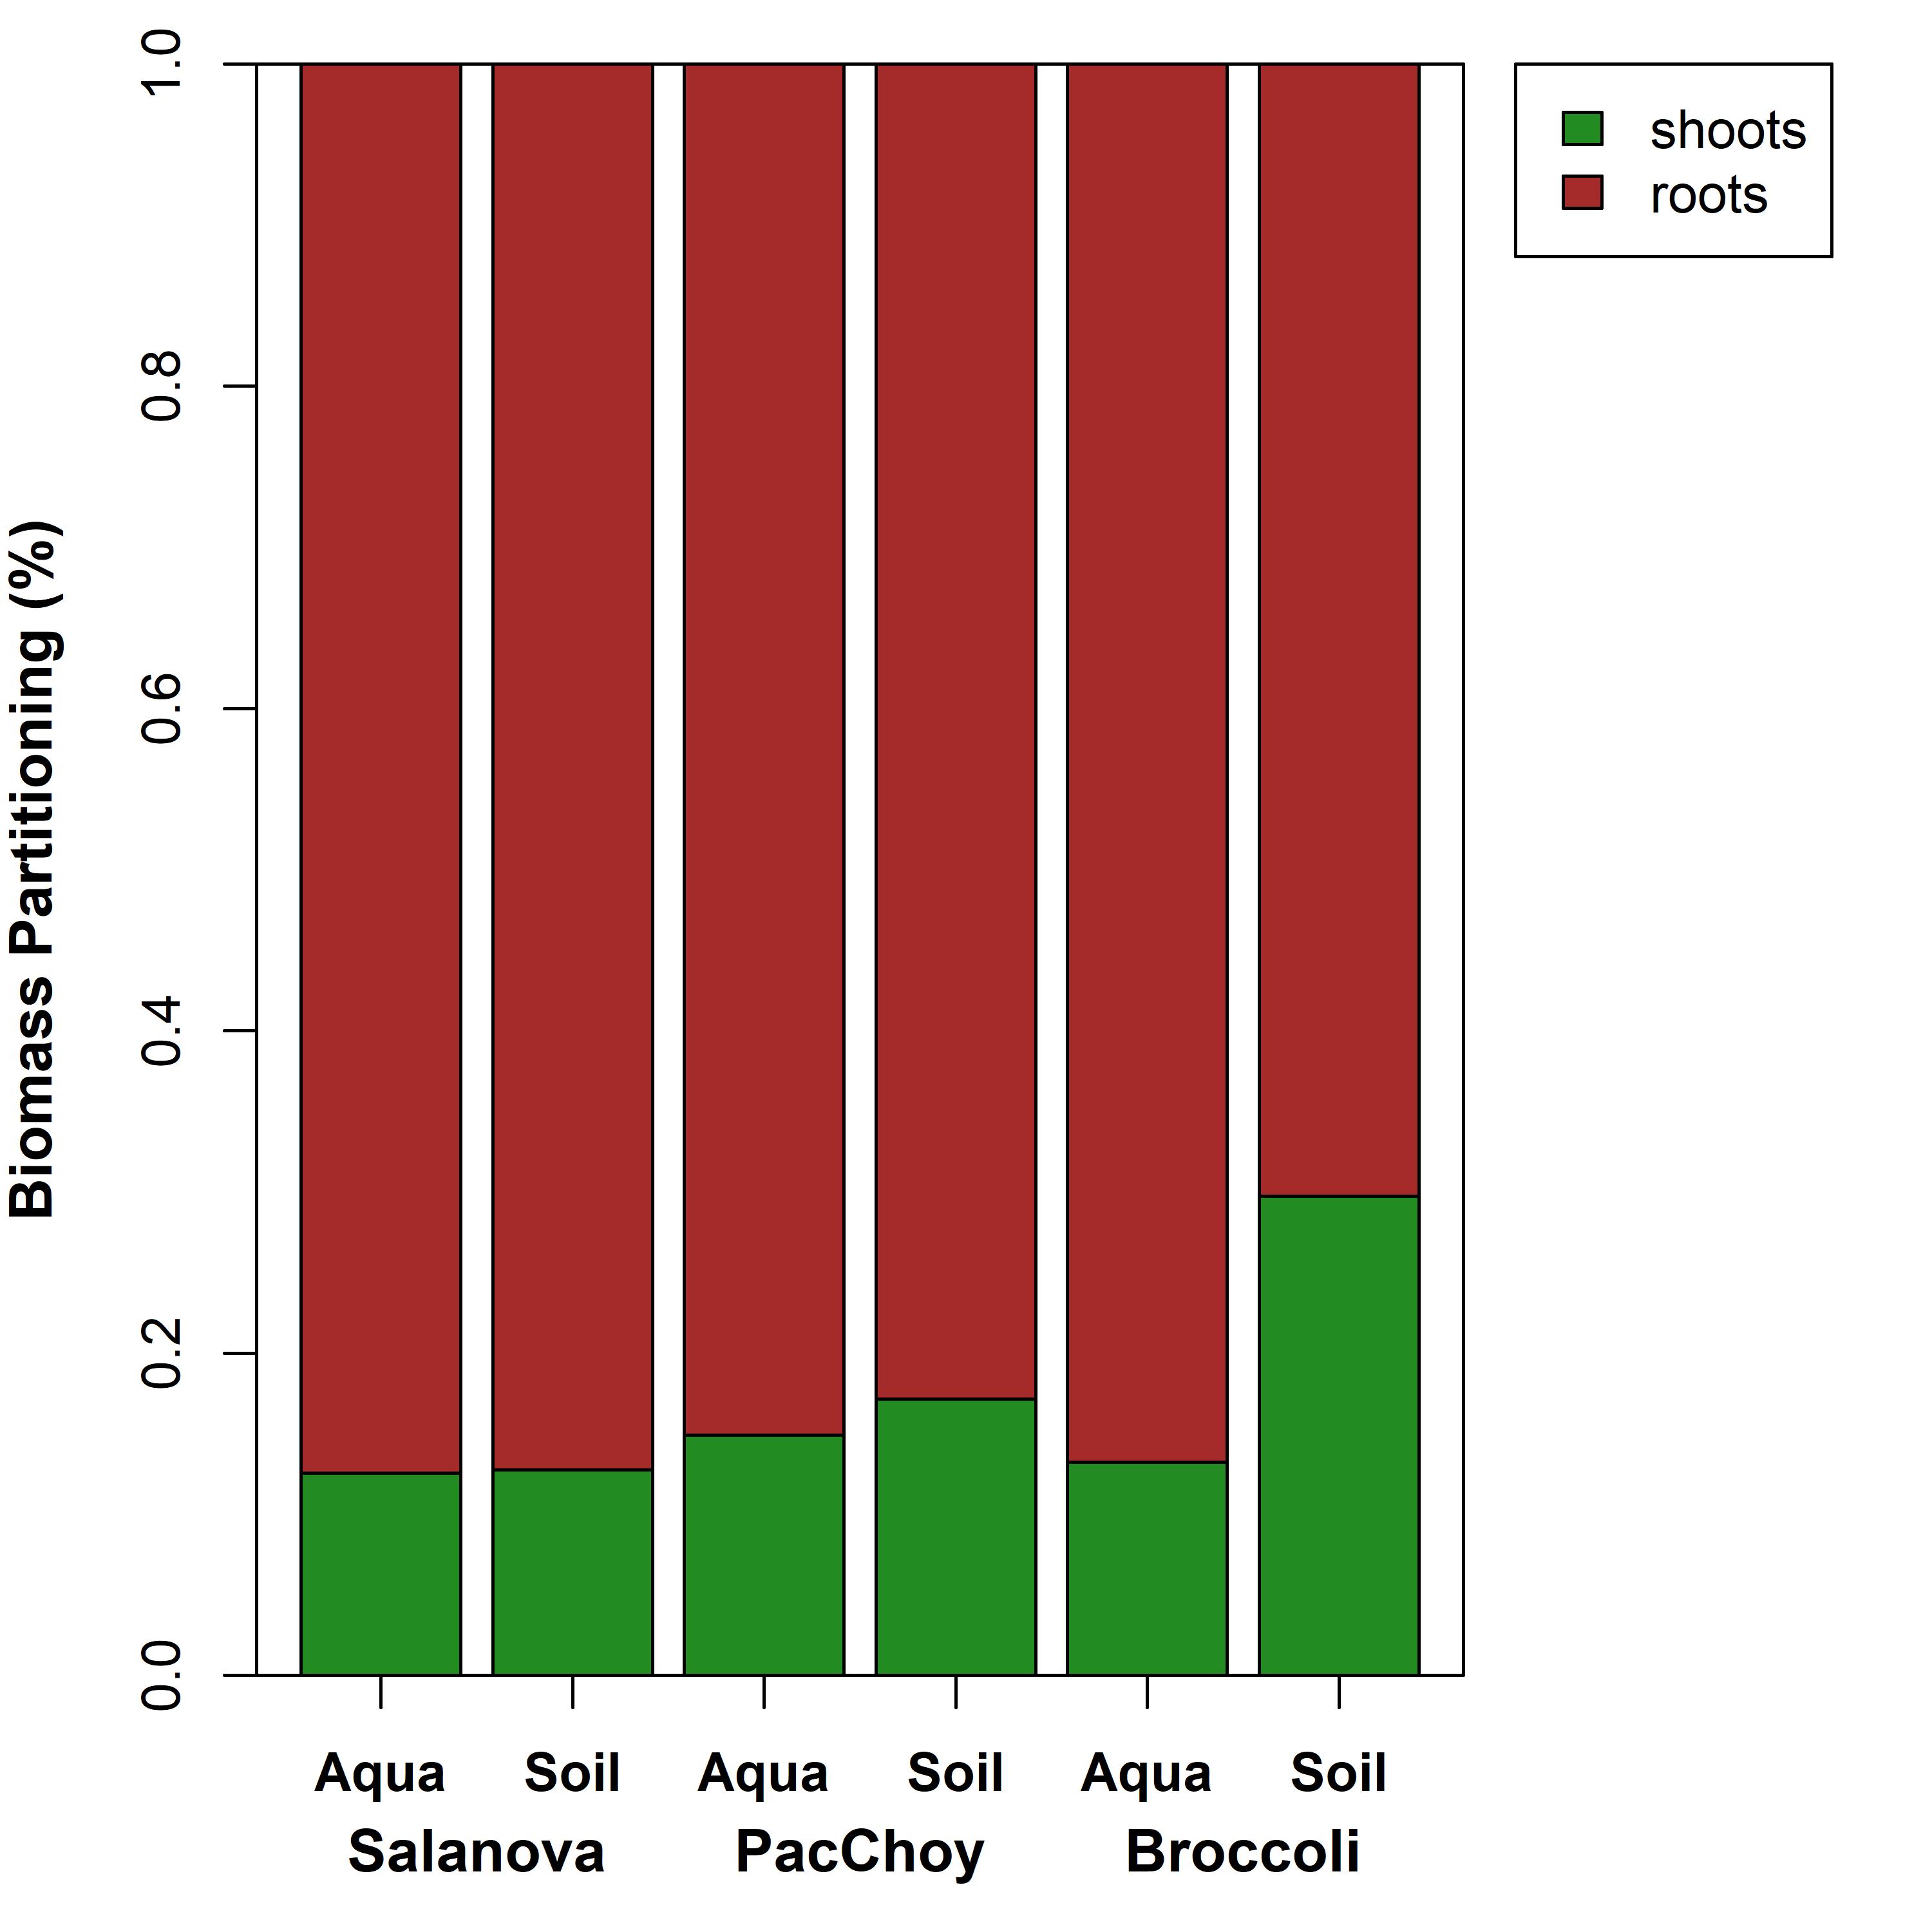 Biomass Partitioning (%)
1.0
0.8
0.6
0.4
0.2
0.0
shoots
roots
Aqua Soil Aqua Soil Aqua Soil
Salanova PacChoy Broccoli